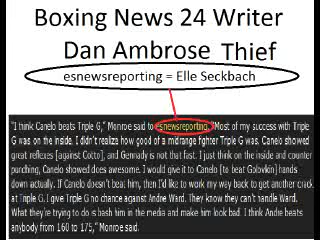 Boxing News 24 Writer
Dan Ambrose Thief
esnewsreporting = Elle Seckbach
"I think Canelo beats Triple G," Monroe said to esnewsreporting. "Most of my success with Triple
G was on the inside. I didn't realize how good of a midrange fighter Triple G was. Canelo showed
great reflexes [against Cotto], and Gennady is not that fast. I just think on the inside and counter
punching, Canelo showed does awesome. I would give it to Canelo [to beat Golovkin] hands
down actually. If Canelo doesn't beat him, then I'd like to work my way back to get another crack
at Triple G. I give Triple G no chance against Andre Ward. They know they can't handle Ward.
What they're trying to do is bash him in the media and make him look bad. I think Andre beats
anybody from 160 to 175," Monroe said.